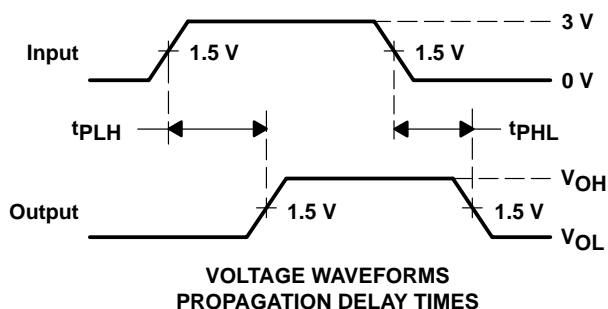 3 V
Input
1.5 V
1.5 V
0 V
tPLH
tPHL
VOH
Output
1.5 V
1.5 V
VOL
VOLTAGE WAVEFORMS
PROPAGATION DELAY TIMES